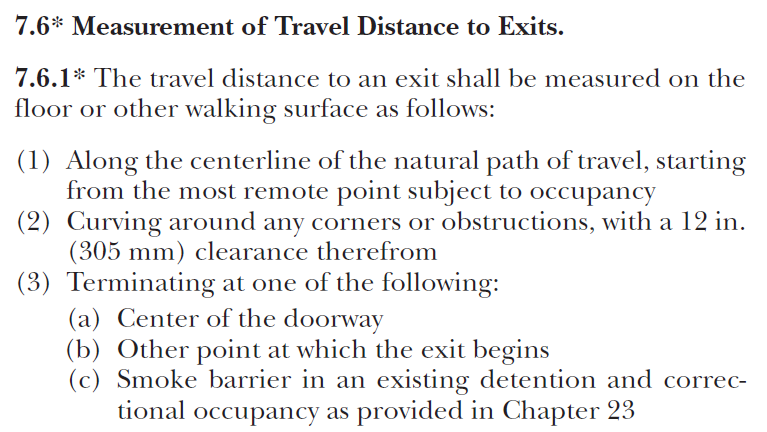 7.6* Measurement of Travel Distance to Exits.
7.6.1* The travel distance to an exit shall be measured on the
floor or other walking surface as follows:
(1) Along the centerline of the natural path of travel, starting
from the most remote point subject to occupancy
(2) Curving around any corners or obstructions, with a 12 in.
(305 mm) clearance therefrom
(3) Terminating at one of the following:
(a) Center of the doorway
(b) Other point at which the exit begins
(c) Smoke barrier in an existing detention and correc-
tional occupancy as provided in Chapter 23